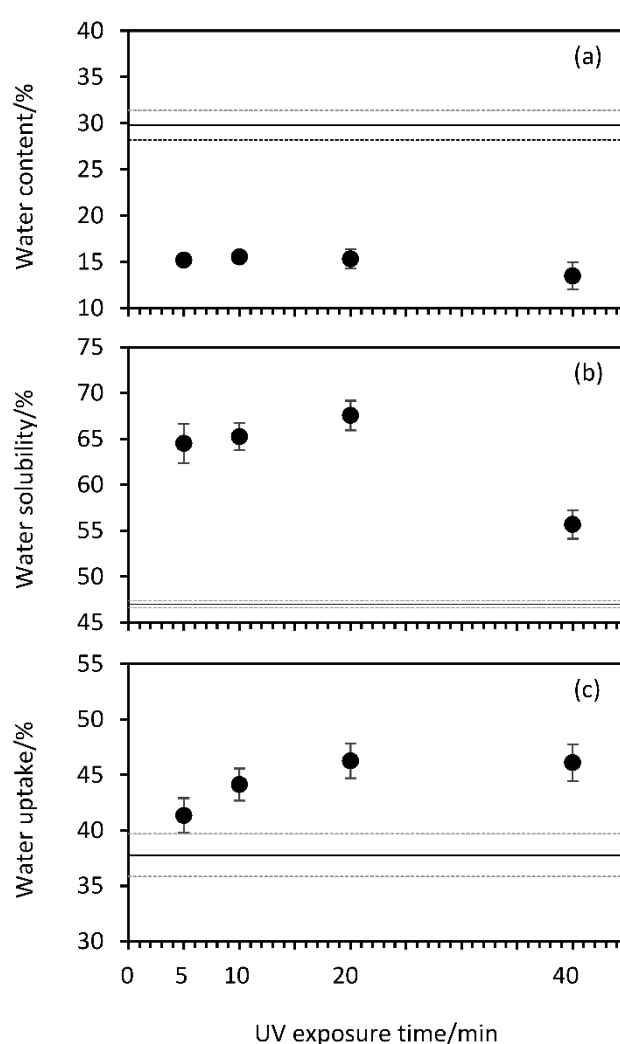 40
35
30
25
20
15
10
Water content/%
(a)
75
70
65
60
55
50
45
Water solubility/%
(b)
55
50
45
40
35
30
Water uptake/%
(c)
0 5 10 20 40
UV exposure time/min